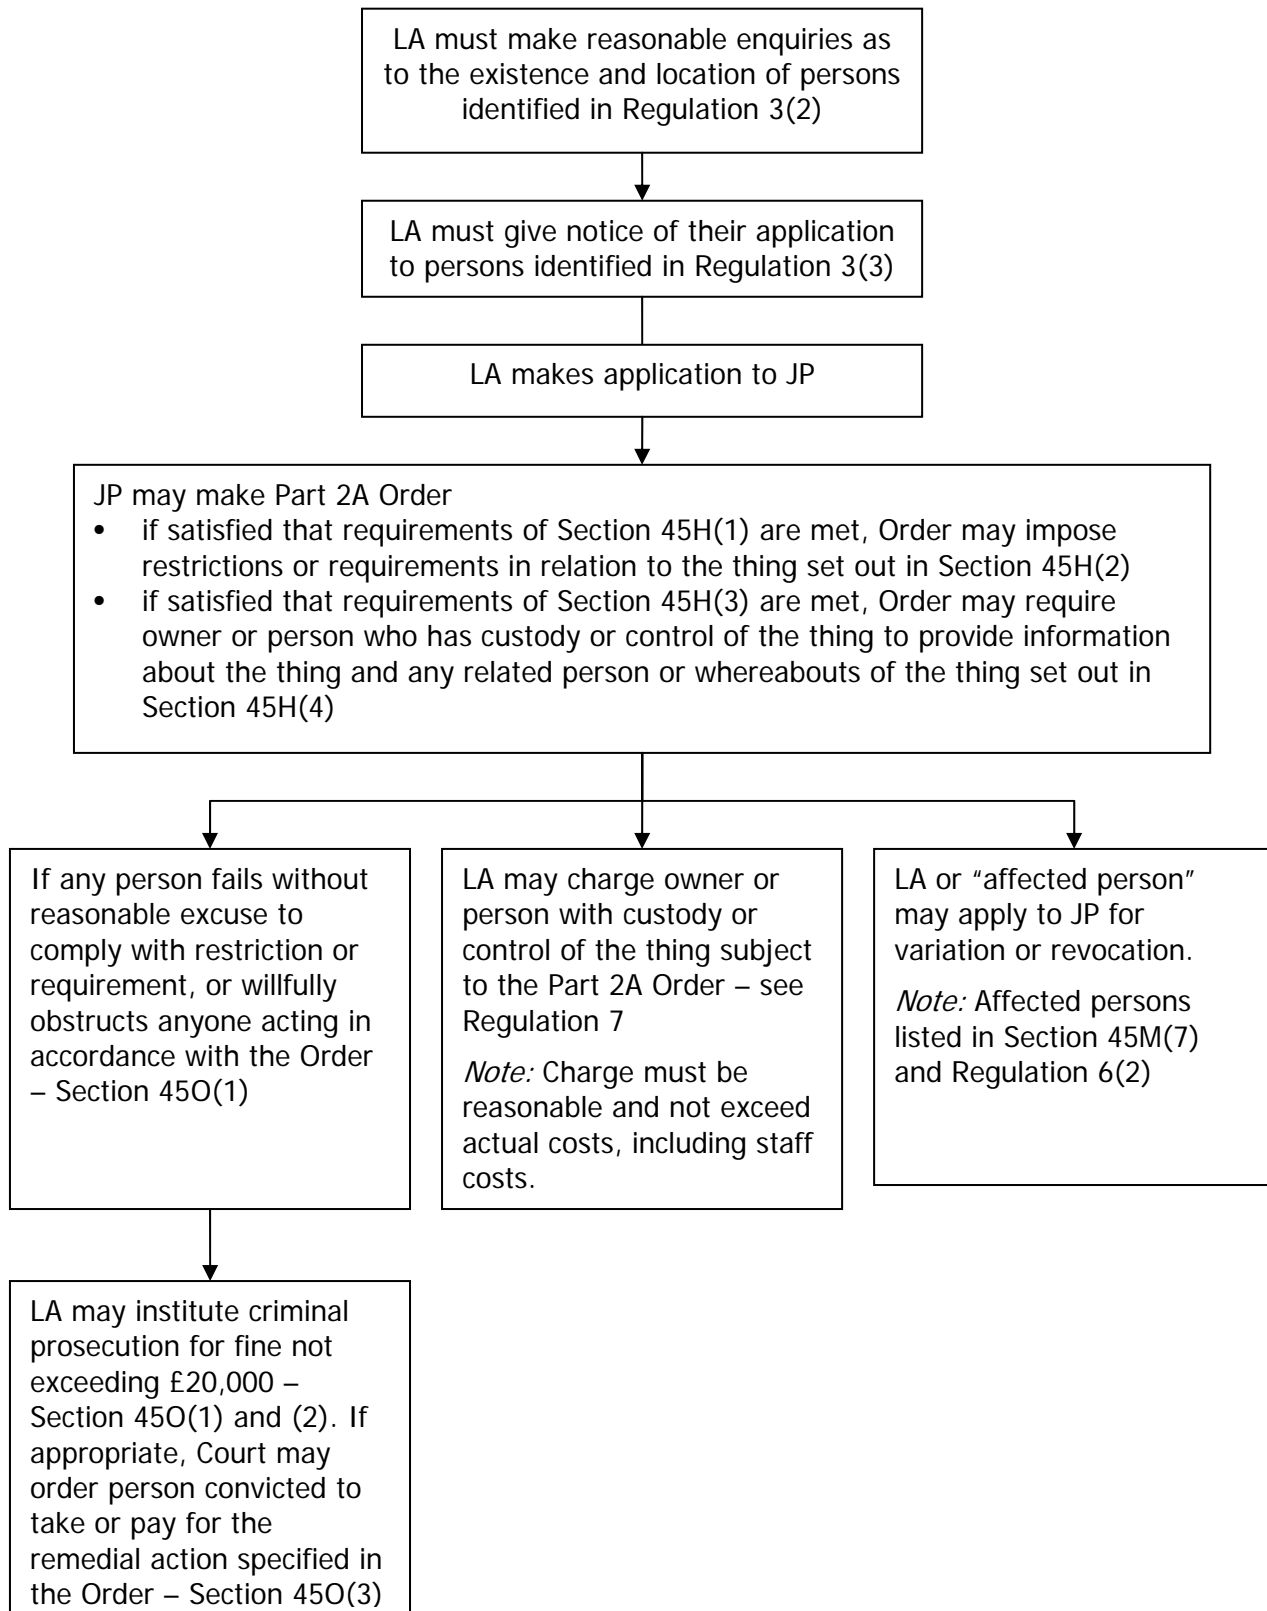 LA must make reasonable enquiries as
to the existence and location of persons
identified in Regulation 3(2)
LA must give notice of their application
to persons identified in Regulation 3(3)
LA makes application to JP
JP may make Part 2A Order
• if satisfied that requirements of Section 45H(1) are met, Order may impose
restrictions or requirements in relation to the thing set out in Section 45H(2)
• if satisfied that requirements of Section 45H(3) are met, Order may require
owner or person who has custody or control of the thing to provide information
about the thing and any related person or whereabouts of the thing set out in
Section 45H(4)
If any person fails without
reasonable excuse to
comply with restriction or
requirement, or willfully
obstructs anyone acting in
accordance with the Order
– Section 45O(1)
LA may charge owner or
person with custody or
control of the thing subject
to the Part 2A Order – see
Regulation 7
Note: Charge must be
reasonable and not exceed
actual costs, including staff
costs.
LA or “affected person”
may apply to JP for
variation or revocation.
Note: Affected persons
listed in Section 45M(7)
and Regulation 6(2)
LA may institute criminal
prosecution for fine not
exceeding £20,000 –
Section 45O(1) and (2). If
appropriate, Court may
order person convicted to
take or pay for the
remedial action specified in
the Order – Section 45O(3)